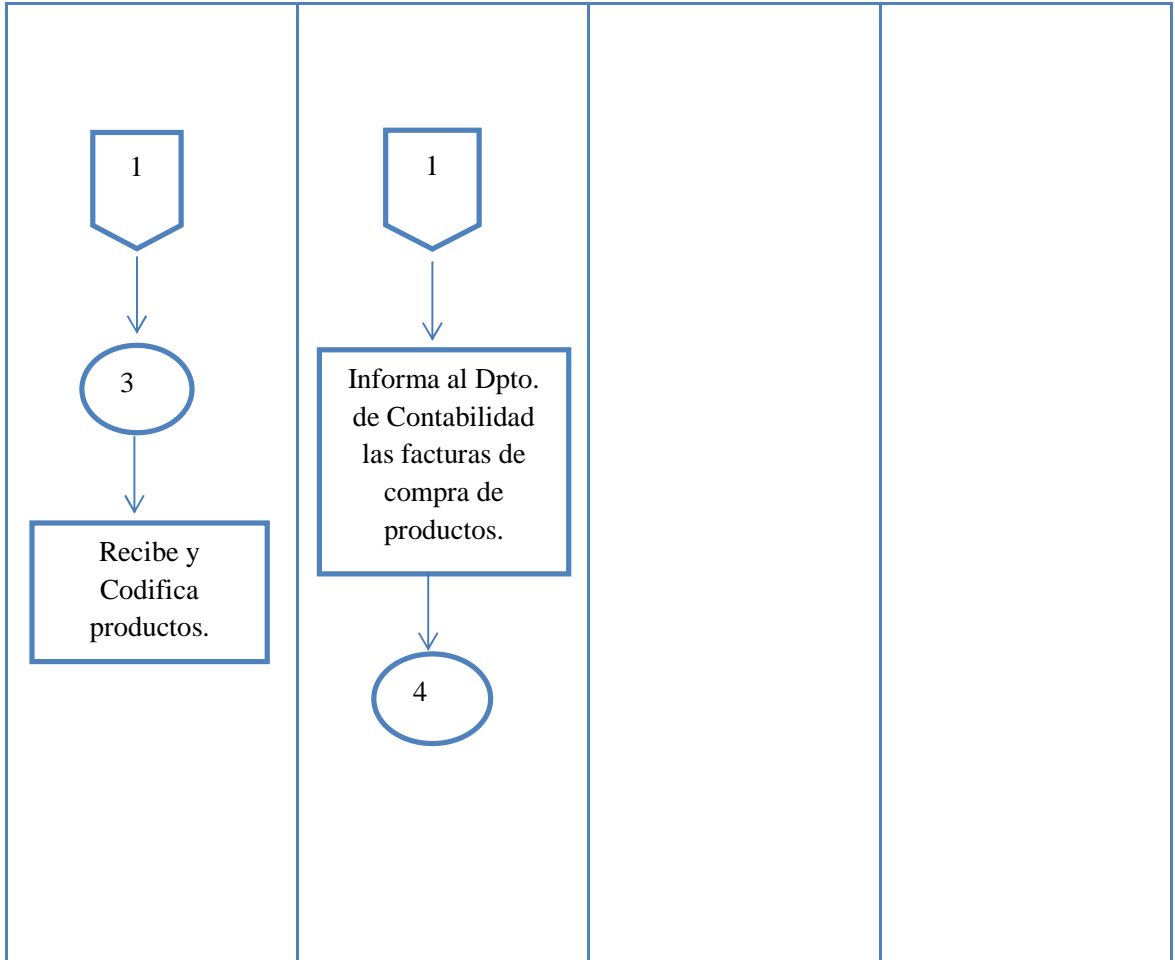 1
3
Recibe y
Codifica
productos.
1
Informa al Dpto.
de Contabilidad
las facturas de
compra de
productos.
4